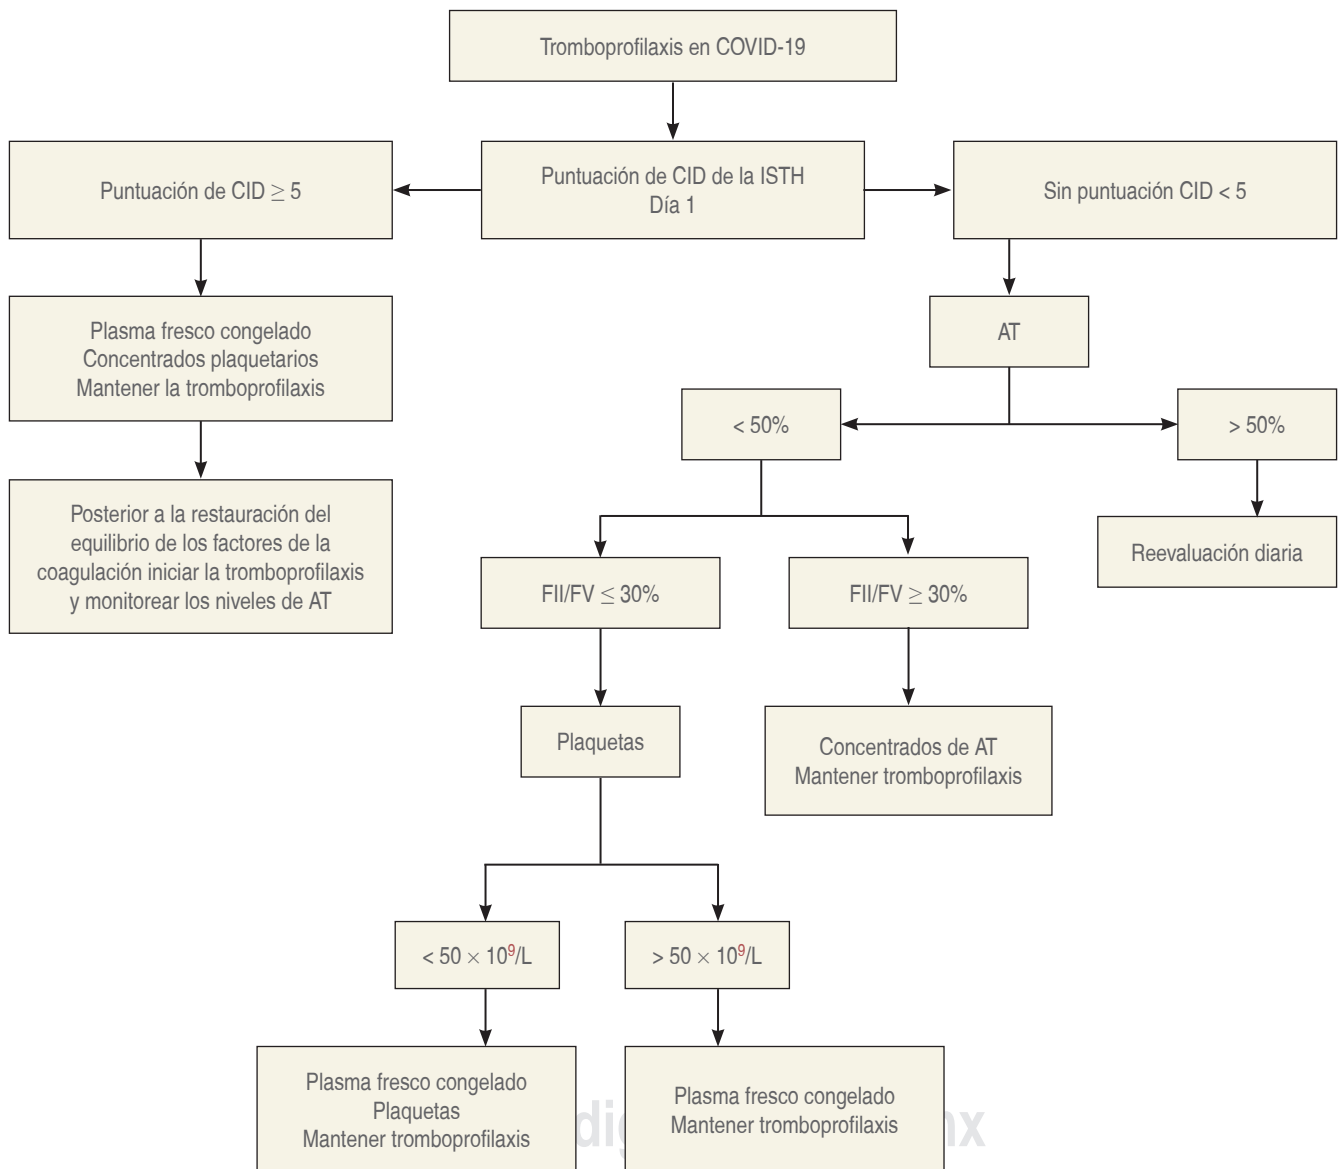 Tromboprofilaxis en COVID-19
Puntuación de CID ≥ 5
Puntuación de CID de la ISTH
Día 1
Sin puntuación CID < 5
Plasma fresco congelado
Concentrados plaquetarios
Mantener la tromboprofilaxis
AT
< 50%
> 50%
Posterior a la restauración del
equilibrio de los factores de la
coagulación iniciar la tromboprofilaxis
y monitorear los niveles de AT
Reevaluación diaria
FII/FV ≤ 30%
FII/FV ≥ 30%
Plaquetas
Concentrados de AT
Mantener tromboprofilaxis
< 50 × 10⁹/L
> 50 × 10⁹/L
Plasma fresco congelado
Plaquetas
Mantener tromboprofilaxis
Plasma fresco congelado
Mantener tromboprofilaxis